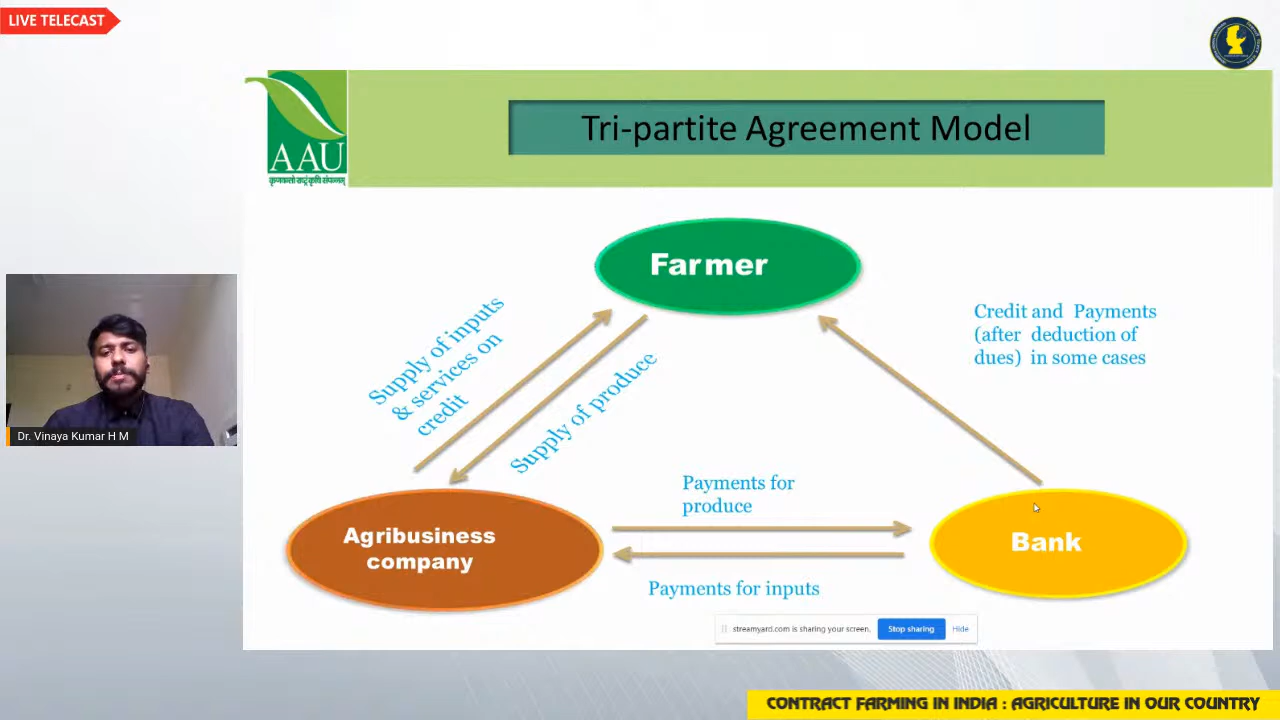 LIVE TELECAST
Tri-partite Agreement Model
AAU
Farmer
Supply of inputs
& services on
credit
Supply of produce
Credit and Payments
(after deduction of
dues) in some cases
Dr. Vinaya Kumar H M
Payments for
produce
Agribusiness
company
Bank
Payments for inputs
streamyard.com is sharing your screen.
Stop sharing
Hide
CONTRACT FARMING IN INDIA : AGRICULTURE IN OUR COUNTRY